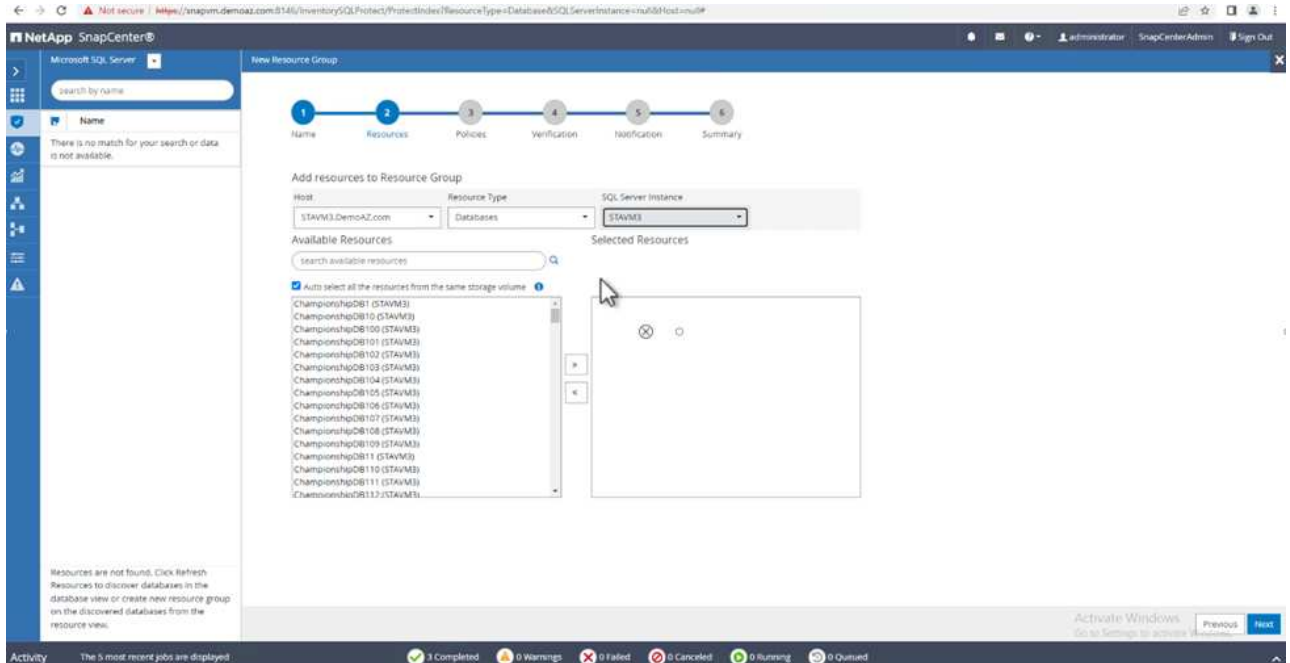 Not secure | https://snapvm.demoaz.com:8146/InventorySQLProtect/ProtectIndex?ResourceType=Database&SQLServerInstance=null&Host=null#
NetApp SnapCenter®
administrator SnapCenterAdmin Sign Out
Microsoft SQL Server
New Resource Group
search by name
Name
There is no match for your search or data
is not available.
1 2 3 4 5 6
Name Resources Policies Verification Notification Summary
Add resources to Resource Group
Host Resource Type SQL Server Instance
STAVM3.DemoAZ.com Databases STAVM3
Available Resources Selected Resources
search available resources
Auto select all the resources from the same storage volume
ChampionshipDB1 (STAVM3)
ChampionshipDB10 (STAVM3)
ChampionshipDB100 (STAVM3)
ChampionshipDB101 (STAVM3)
ChampionshipDB102 (STAVM3)
ChampionshipDB103 (STAVM3)
ChampionshipDB104 (STAVM3)
ChampionshipDB105 (STAVM3)
ChampionshipDB106 (STAVM3)
ChampionshipDB107 (STAVM3)
ChampionshipDB108 (STAVM3)
ChampionshipDB109 (STAVM3)
ChampionshipDB11 (STAVM3)
ChampionshipDB110 (STAVM3)
ChampionshipDB111 (STAVM3)
ChampionshipDB112 (STAVM3)
Resources are not found. Click Refresh
Resources to discover databases in the
database view or create new resource group
on the discovered databases from the
resource view.
Activate Windows
Go to Settings to activate
Previous Next
Activity The 5 most recent jobs are displayed 3 Completed 0 Warnings 0 Failed 0 Canceled 0 Running 0 Queued